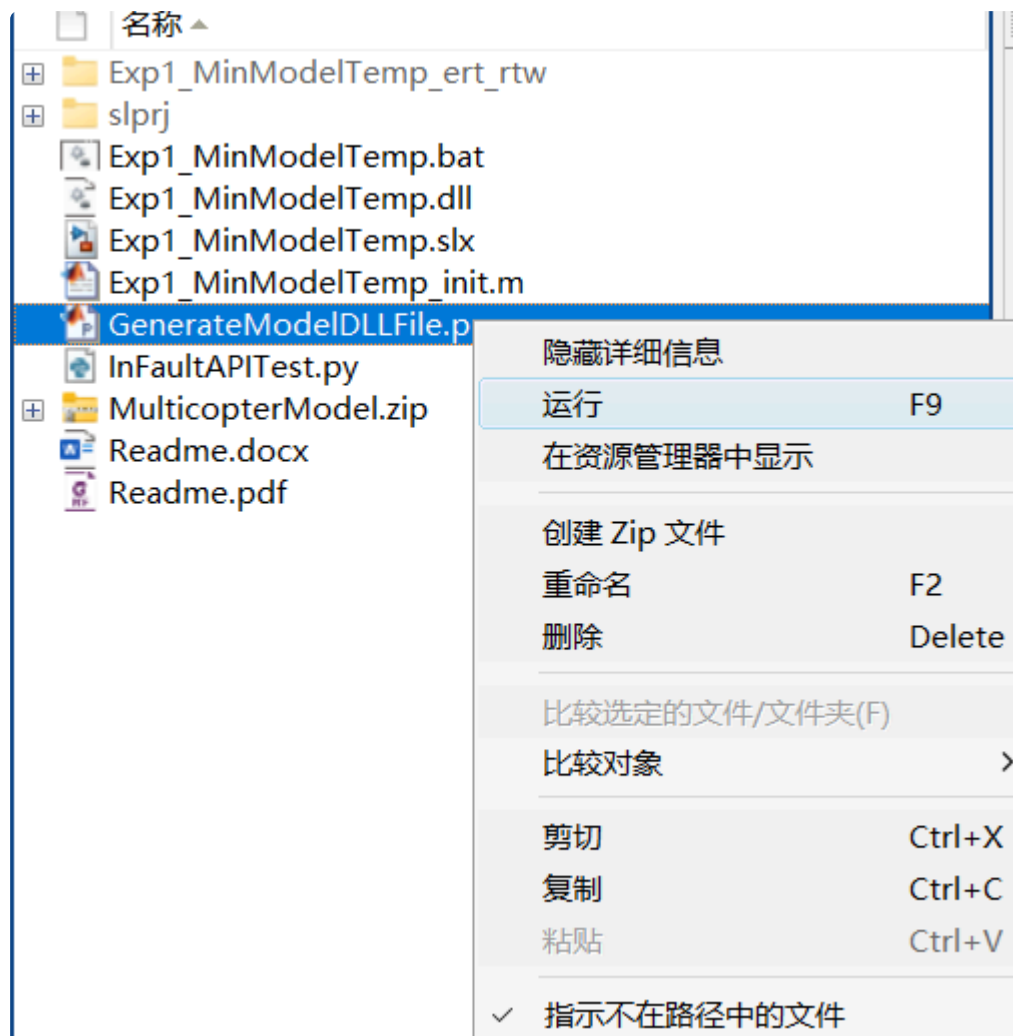 名称
Exp1_MinModelTemp_ert_rtw
slprj
Exp1_MinModelTemp.bat
Exp1_MinModelTemp.dll
Exp1_MinModelTemp.slx
Exp1_MinModelTemp_init.m
GenerateModelDLLFile.p
InFaultAPITest.py
MulticopterModel.zip
Readme.docx
Readme.pdf
隐藏详细信息
运行 F9
在资源管理器中显示
创建 Zip 文件
重命名 F2
删除 Delete
比较选定的文件/文件夹(F)
比较对象
剪切 Ctrl+X
复制 Ctrl+C
粘贴 Ctrl+V
指示不在路径中的文件